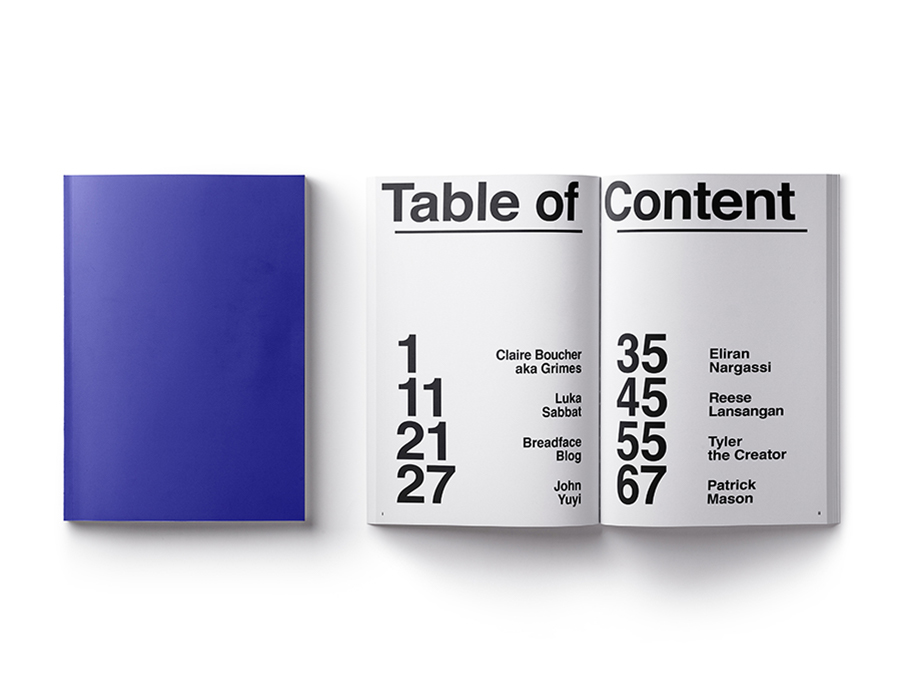 Table of Content
1
Claire Boucher
aka Grimes
11
Luka
Sabbat
21
Breadface
Blog
27
John
Yuyi
35
Eliran
Nargassi
45
Reese
Lansangan
55
Tyler
the Creator
67
Patrick
Mason